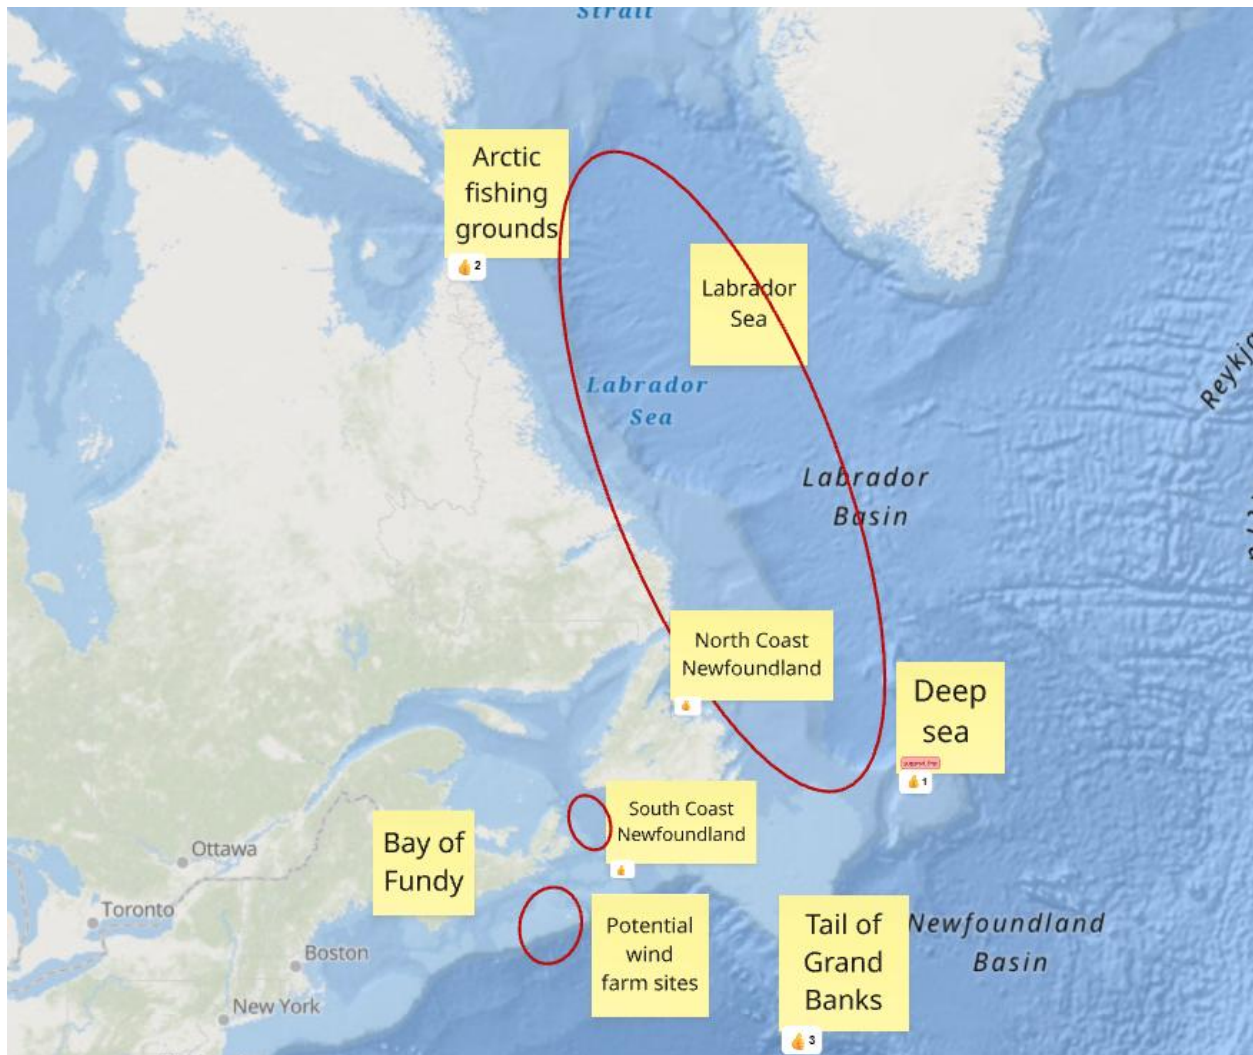 Strait
Arctic
fishing
grounds
2
Labrador
Sea
Labrador
Sea
Labrador
Basin
North Coast
Newfoundland
Deep
sea
1
South Coast
Newfoundland
Bay of
Fundy
Ottawa
Toronto
Boston
New York
Potential
wind
farm sites
Tail of
Grand
Banks
3
Newfoundland
Basin